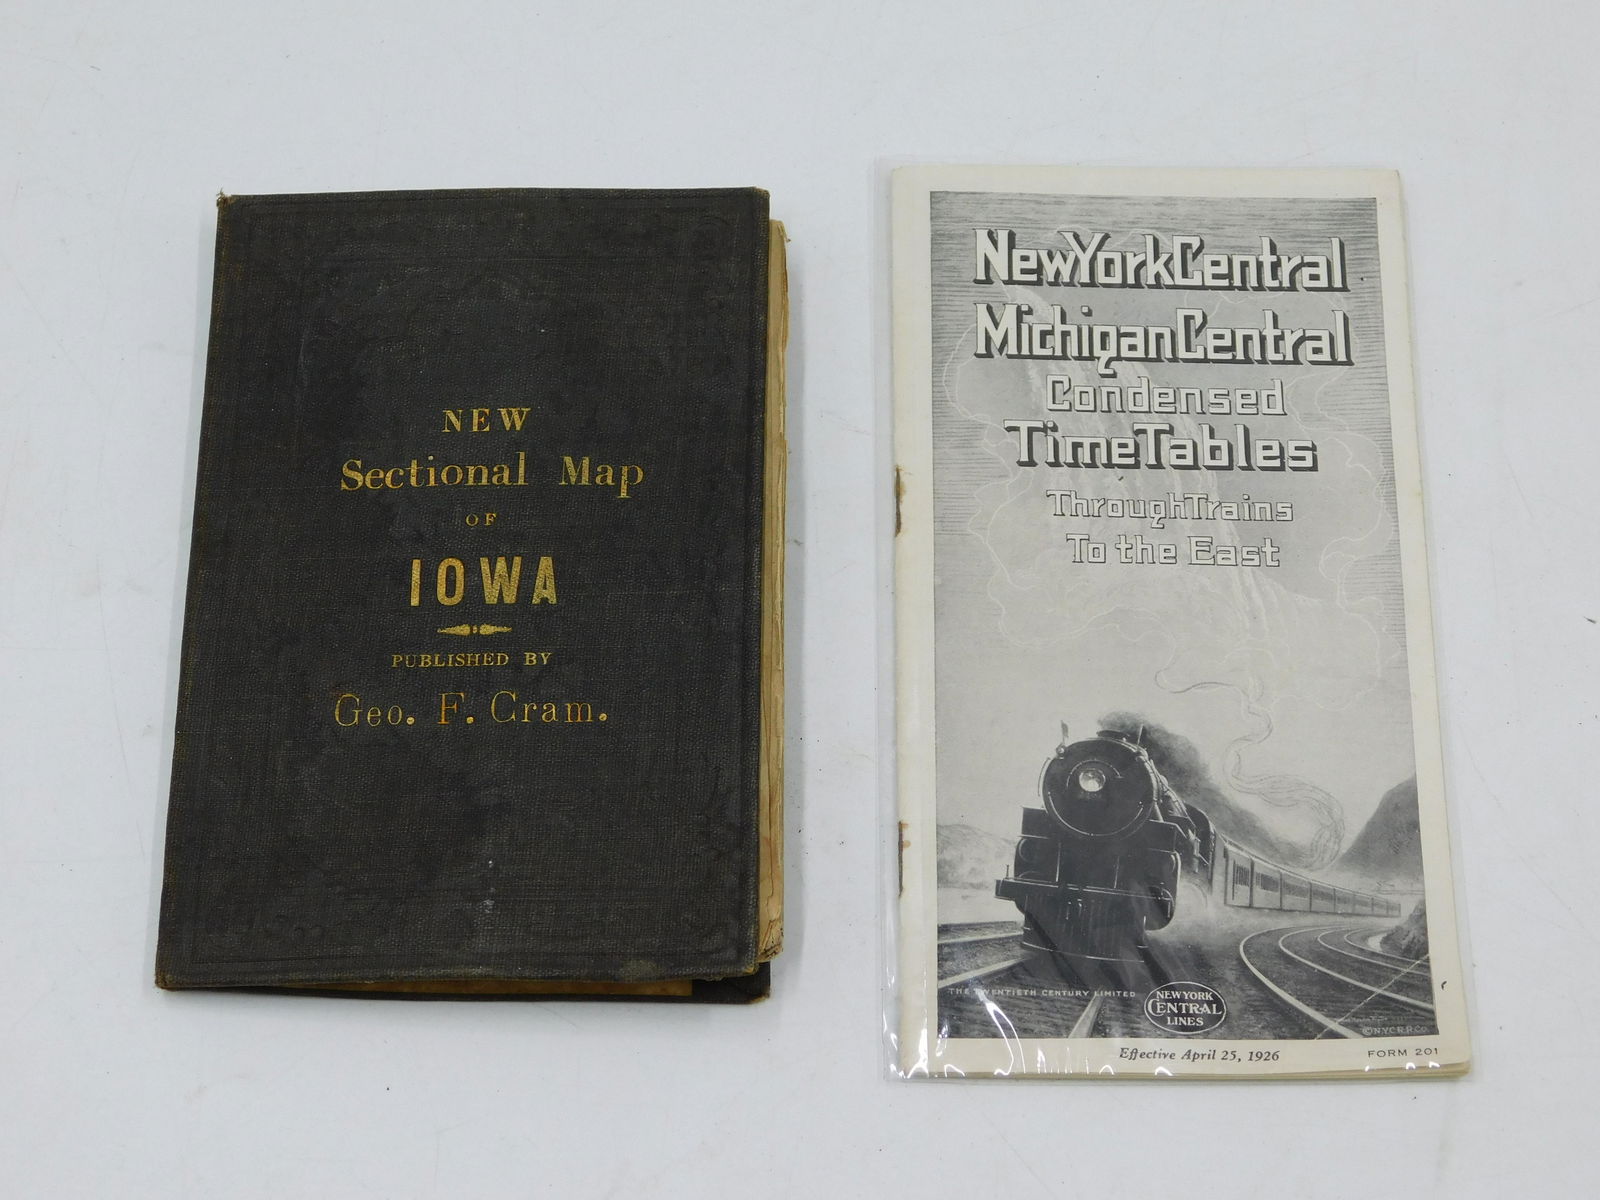 NEW
Sectional Map
OF
IOWA
PUBLISHED BY
Geo. F. Cram.
NewYorkCentral
MichiganCentral
Condensed
TimeTables
ThroughTrains
To the East
THE TWENTIETH CENTURY LIMITED
NEW YORK
CENTRAL
LINES
©N.Y.C.R.R.CO.
Effective April 25, 1926
FORM 201